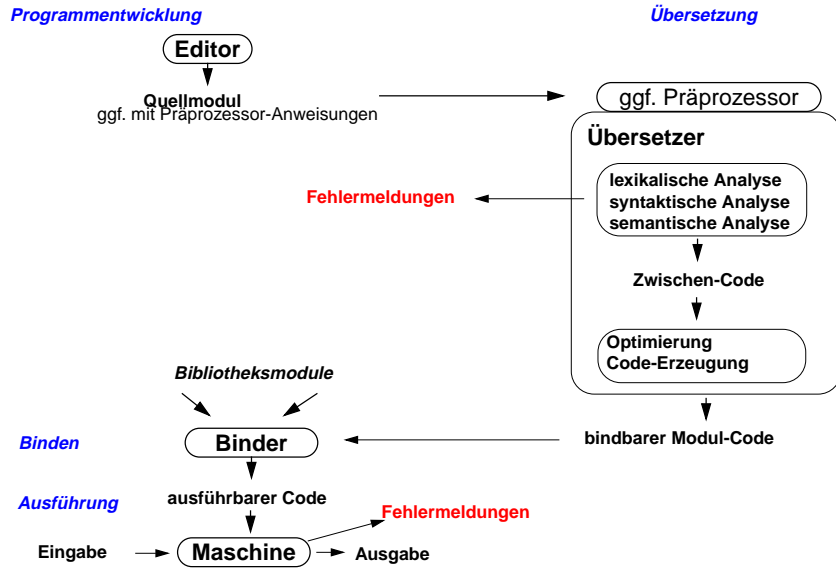 Programmentwicklung
Übersetzung
Editor
Quellmodul
ggf. mit Präprozessor-Anweisungen
ggf. Präprozessor
Übersetzer
lexikalische Analyse
syntaktische Analyse
semantische Analyse
Fehlermeldungen
Zwischen-Code
Optimierung
Code-Erzeugung
Bibliotheksmodule
Binden
Binder
bindbarer Modul-Code
Ausführung
ausführbarer Code
Fehlermeldungen
Eingabe
Maschine
Ausgabe